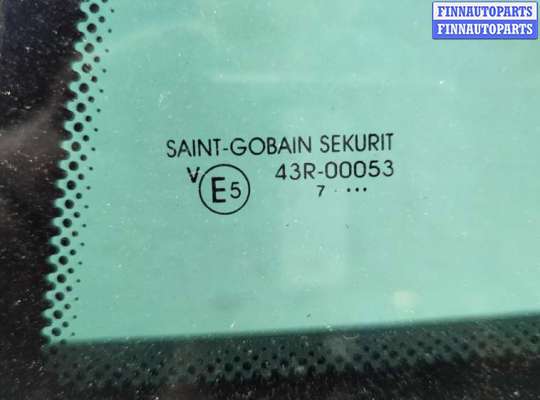 FINNAUTOPARTS
FINNAUTOPARTS
SAINT-GOBAIN SEKURIT
V E5 43R-00053
7 ...